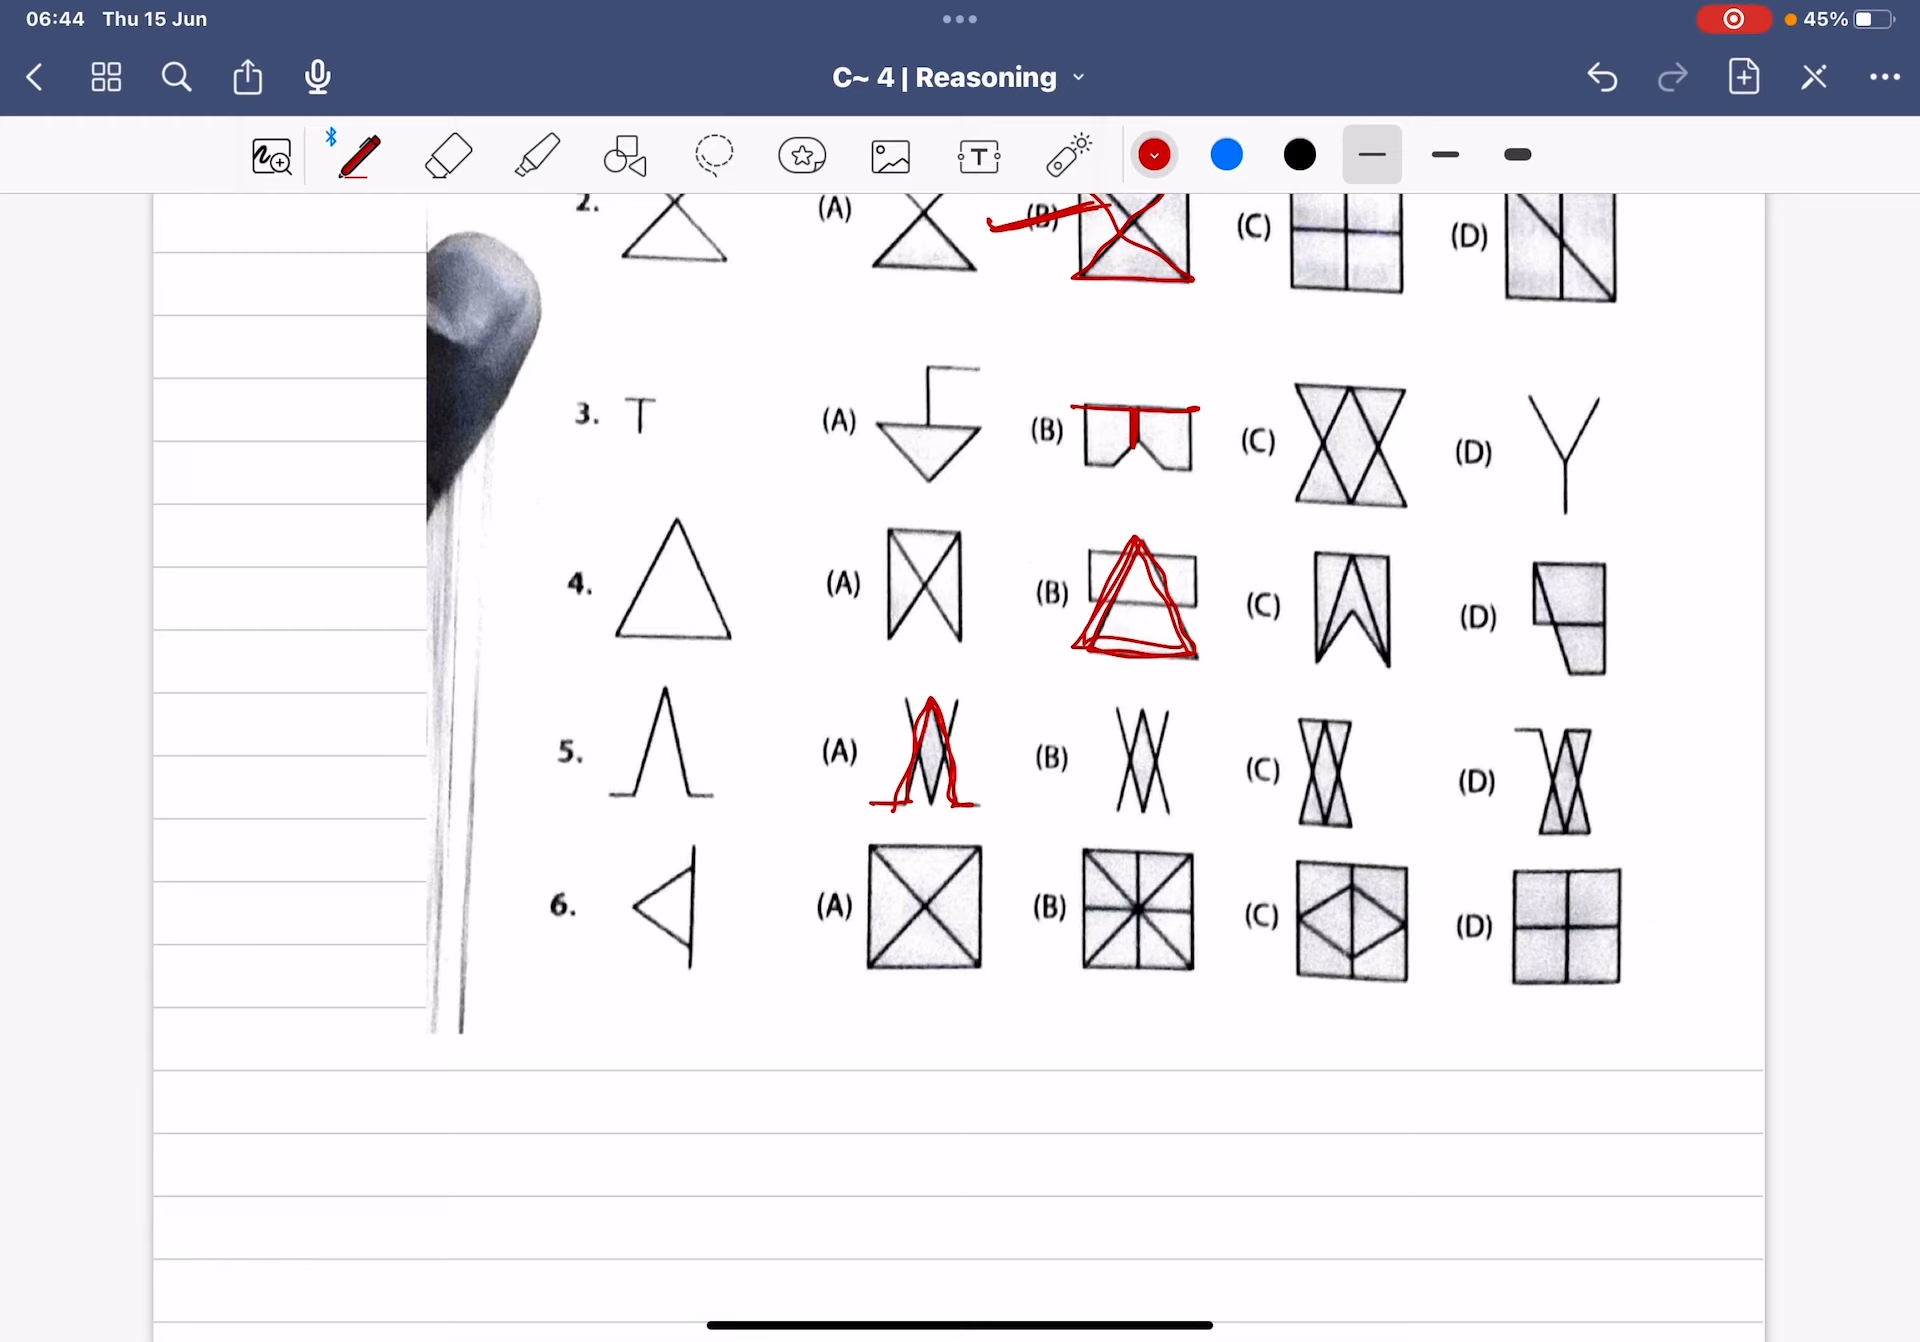 06:44 Thu 15 Jun
45%
C~ 4 | Reasoning
T
2. (A) (B) (C) (D)
3. T (A) (B) (C) (D)
4. (A) (B) (C) (D)
5. (A) (B) (C) (D)
6. (A) (B) (C) (D)